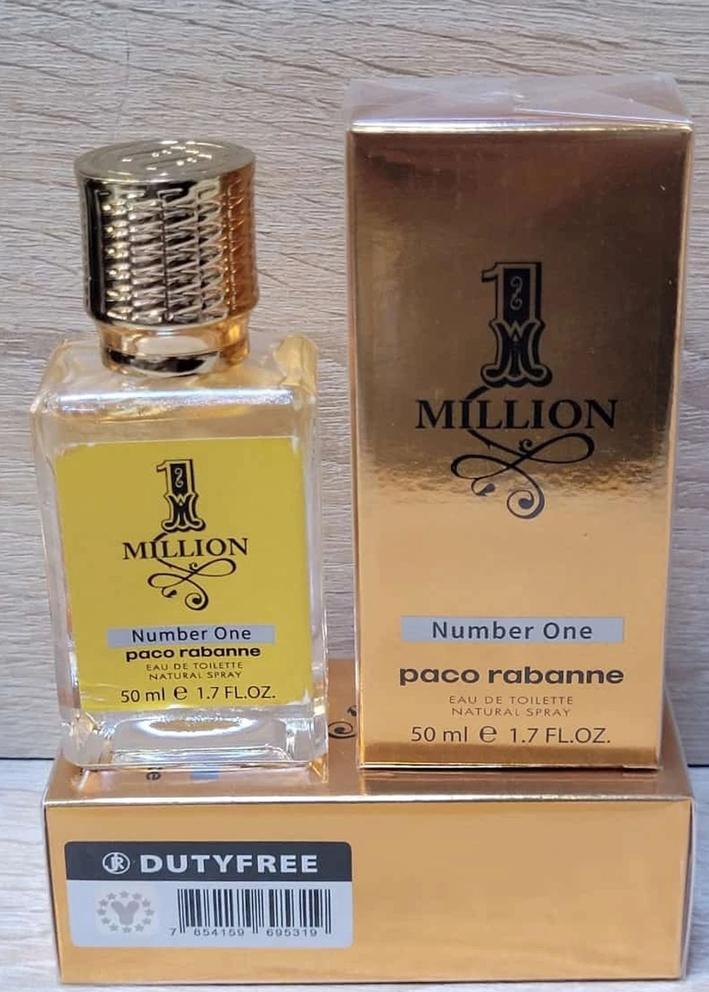 1
MILLION
Number One
paco rabanne
EAU DE TOILETTE
NATURAL SPRAY
50 ml e 1.7 FL.OZ.
1
MILLION
Number One
paco rabanne
EAU DE TOILETTE
NATURAL SPRAY
50 ml e 1.7 FL.OZ.
DUTYFREE
7 854159 695319